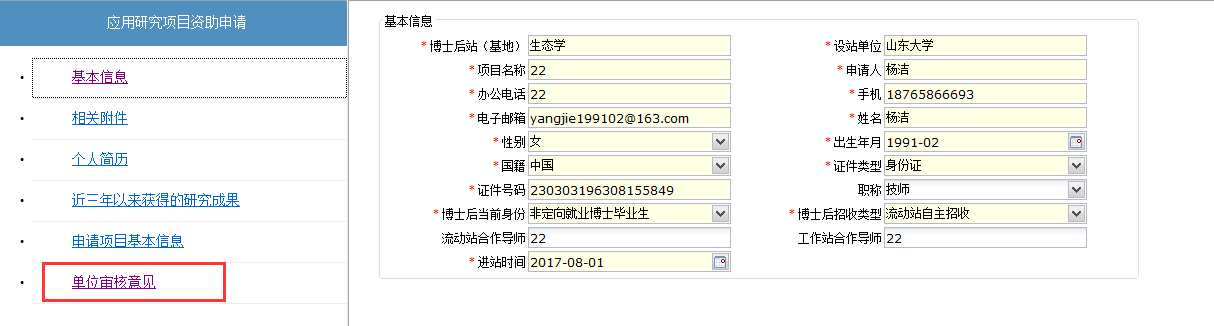 应用研究项目资助申请
基本信息
相关附件
个人简历
近三年以来获得的研究成果
申请项目基本信息
单位审核意见
基本信息
*博士后站（基地） 生态学 *设站单位 山东大学
*项目名称 22 *申请人 杨洁
*办公电话 22 *手机 18765866693
*电子邮箱 yangjie199102@163.com *姓名 杨洁
*性别 女 *出生年月 1991-02
*国籍 中国 *证件类型 身份证
*证件号码 230303196308155849 职称 技师
*博士后当前身份 非定向就业博士毕业生 *博士后招收类型 流动站自主招收
流动站合作导师 22 工作站合作导师 22
*进站时间 2017-08-01